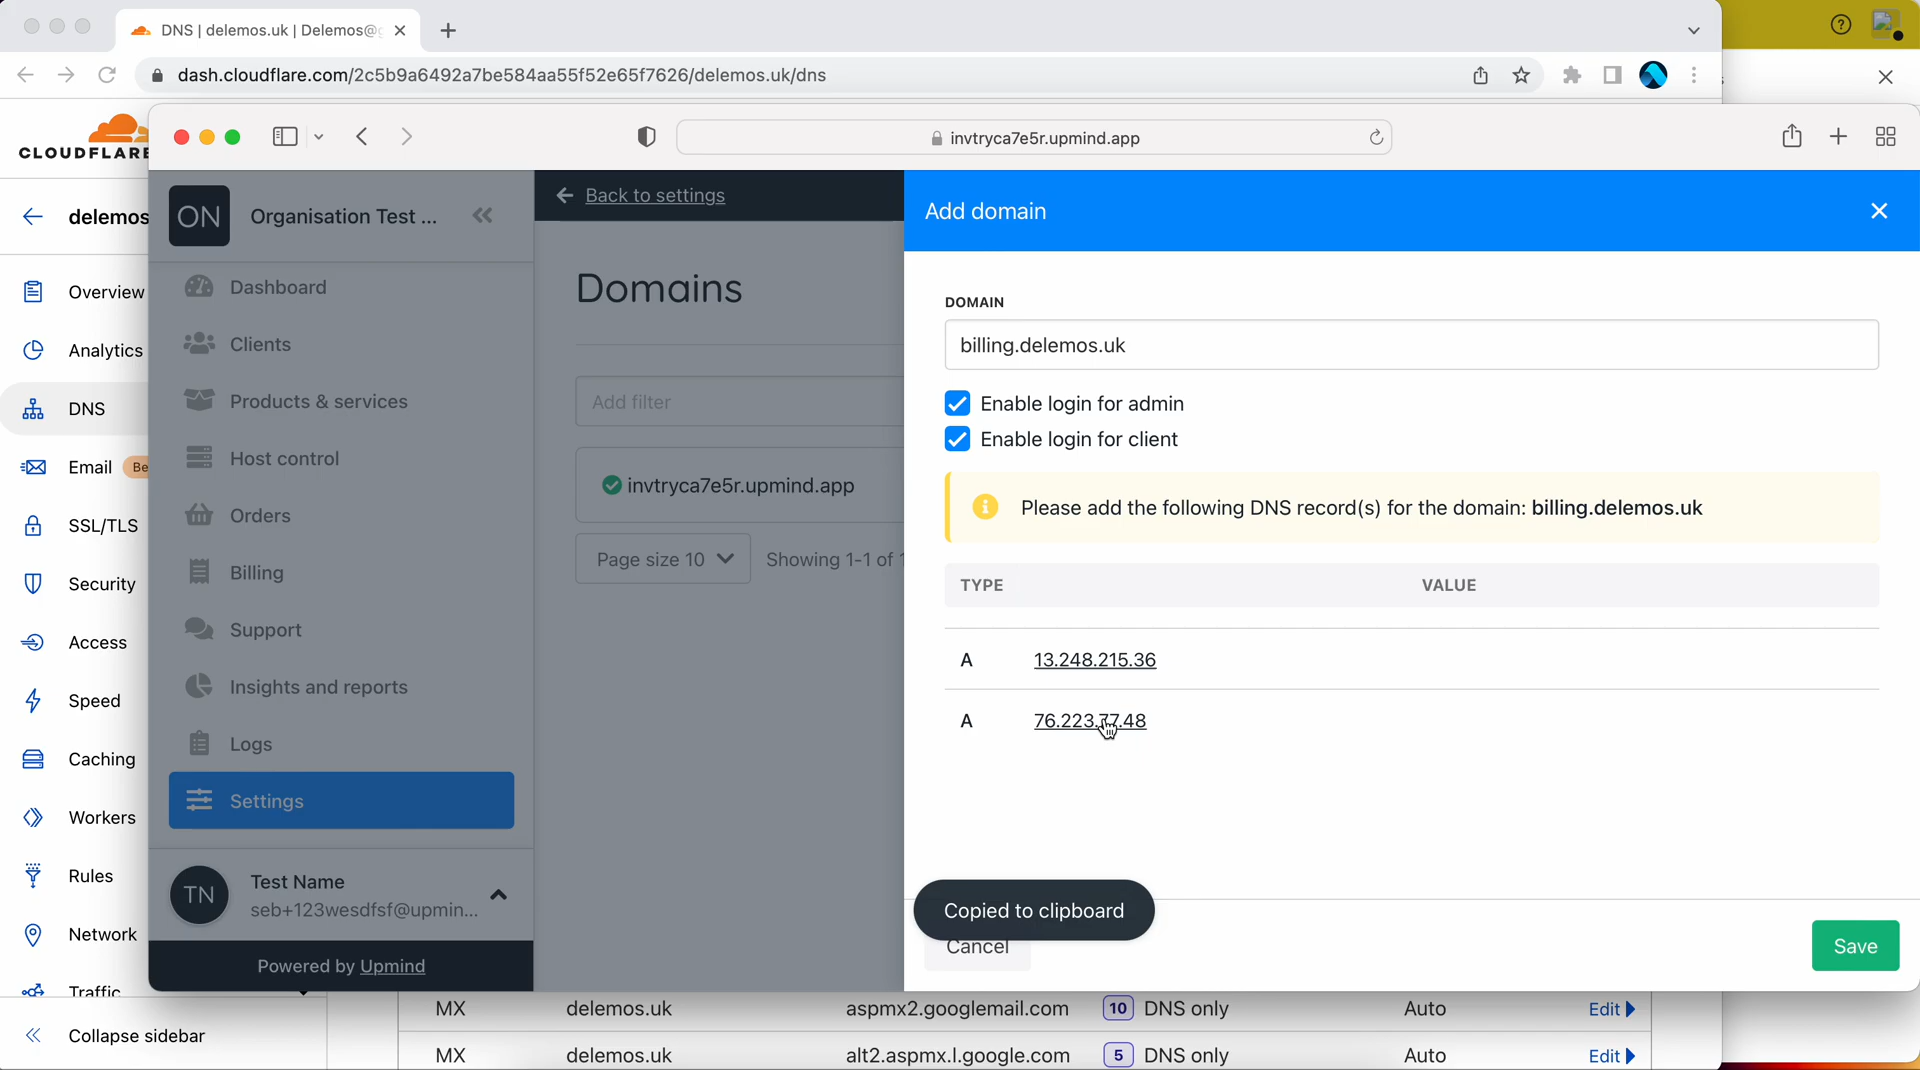 DNS | delemos.uk | Delemos@
dash.cloudflare.com/2c5b9a6492a7be584aa55f52e65f7626/delemos.uk/dns
CLOUDFLARE
delemos
Overview
Analytics
DNS
Email Be
SSL/TLS
Security
Access
Speed
Caching
Workers
Rules
Network
Traffic
Collapse sidebar
invtryca7e5r.upmind.app
ON Organisation Test ...
Dashboard
Clients
Products & services
Host control
Orders
Billing
Support
Insights and reports
Logs
Settings
TN Test Name
seb+123wesdfsf@upmin...
Powered by Upmind
Back to settings
Domains
Add filter
invtryca7e5r.upmind.app
Page size 10 Showing 1-1 of 1
Add domain
DOMAIN
billing.delemos.uk
Enable login for admin
Enable login for client
Please add the following DNS record(s) for the domain: billing.delemos.uk
TYPE VALUE
A 13.248.215.36
A 76.223.77.48
Copied to clipboard
Cancel
Save
MX delemos.uk aspmx2.googlemail.com 10 DNS only Auto Edit
MX delemos.uk alt2.aspmx.l.google.com 5 DNS only Auto Edit